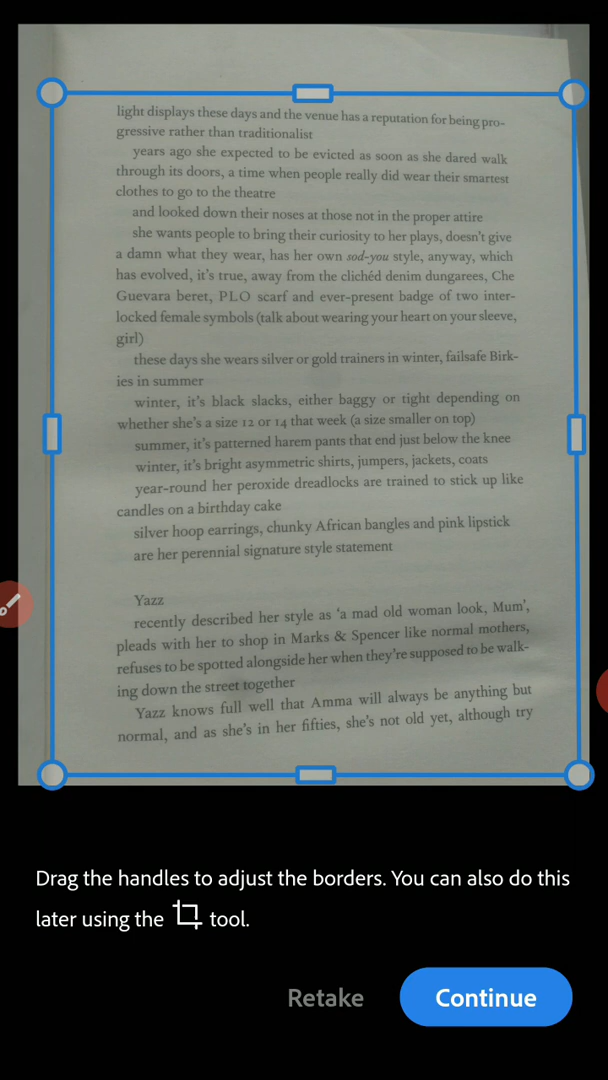 light displays these days and the venue has a reputation for being pro-
gressive rather than traditionalist
years ago she expected to be evicted as soon as she dared walk
through its doors, a time when people really did wear their smartest
clothes to go to the theatre
and looked down their noses at those not in the proper attire
she wants people to bring their curiosity to her plays, doesn't give
a damn what they wear, has her own sod-you style, anyway, which
has evolved, it's true, away from the clichéd denim dungarees, Che
Guevara beret, PLO scarf and ever-present badge of two inter-
locked female symbols (talk about wearing your heart on your sleeve,
girl)
these days she wears silver or gold trainers in winter, failsafe Birk-
ies in summer
winter, it's black slacks, either baggy or tight depending on
whether she's a size 12 or 14 that week (a size smaller on top)
summer, it's patterned harem pants that end just below the knee
winter, it's bright asymmetric shirts, jumpers, jackets, coats
year-round her peroxide dreadlocks are trained to stick up like
candles on a birthday cake
silver hoop earrings, chunky African bangles and pink lipstick
are her perennial signature style statement
Yazz
recently described her style as 'a mad old woman look, Mum',
pleads with her to shop in Marks & Spencer like normal mothers,
refuses to be spotted alongside her when they're supposed to be walk-
ing down the street together
Yazz knows full well that Amma will always be anything but
normal, and as she's in her fifties, she's not old yet, although try
Drag the handles to adjust the borders. You can also do this
later using the tool.
Retake
Continue